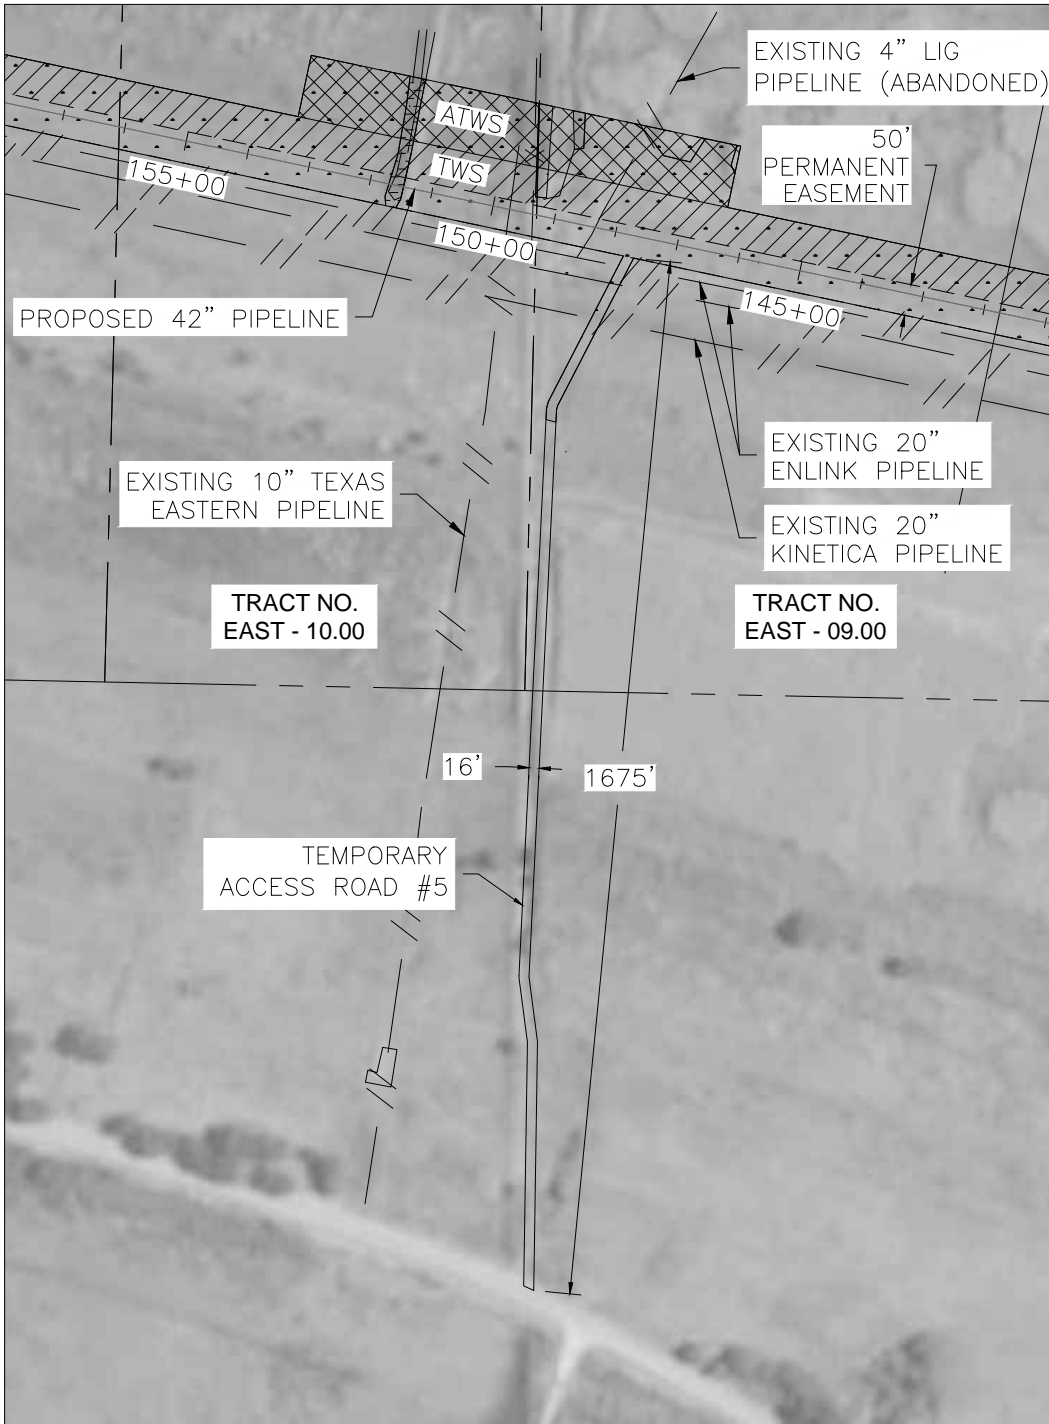 EXISTING 4” LIG
PIPELINE (ABANDONED)
ATWS
50’
PERMANENT
EASEMENT
TWS
155+00
150+00
145+00
PROPOSED 42” PIPELINE
EXISTING 20”
ENLINK PIPELINE
EXISTING 10” TEXAS
EASTERN PIPELINE
EXISTING 20”
KINETICA PIPELINE
TRACT NO.
EAST - 10.00
TRACT NO.
EAST - 09.00
16’
1675’
TEMPORARY
ACCESS ROAD #5